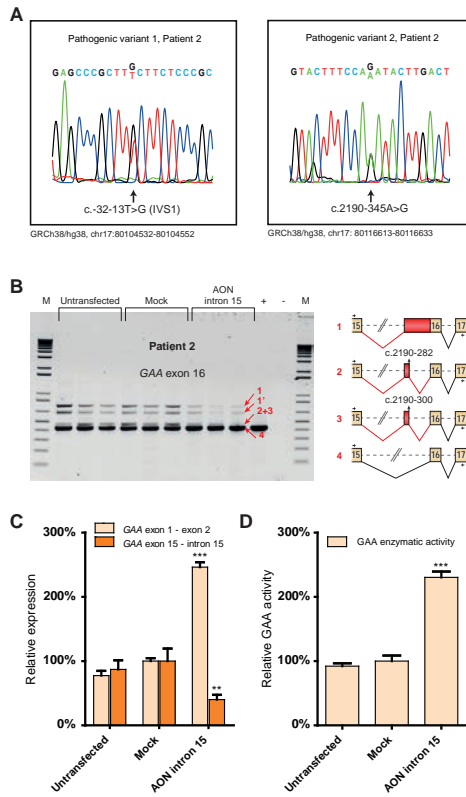 A
Pathogenic variant 1, Patient 2
G
GAGCCCGCTTTCTTCTCCCGC
c.-32-13T>G (IVS1)
GRCh38/hg38, chr17:80104532-80104552
Pathogenic variant 2, Patient 2
G
GTACTTTCCAAATACTTGACT
c.2190-345A>G
GRCh38/hg38, chr17: 80116613-80116633
B
M
Untransfected
Mock
AON
intron 15
+
-
M
Patient 2
GAA exon 16
1
1'
2+3
4
1
15
16
17
c.2190-282
2
15
16
17
c.2190-300
3
15
16
17
4
15
16
17
C
GAA exon 1 - exon 2
GAA exon 15 - intron 15
Relative expression
300%
200%
100%
0%
***
**
Untransfected
Mock
AON intron 15
D
GAA enzymatic activity
Relative GAA activity
300%
200%
100%
0%
***
Untransfected
Mock
AON intron 15